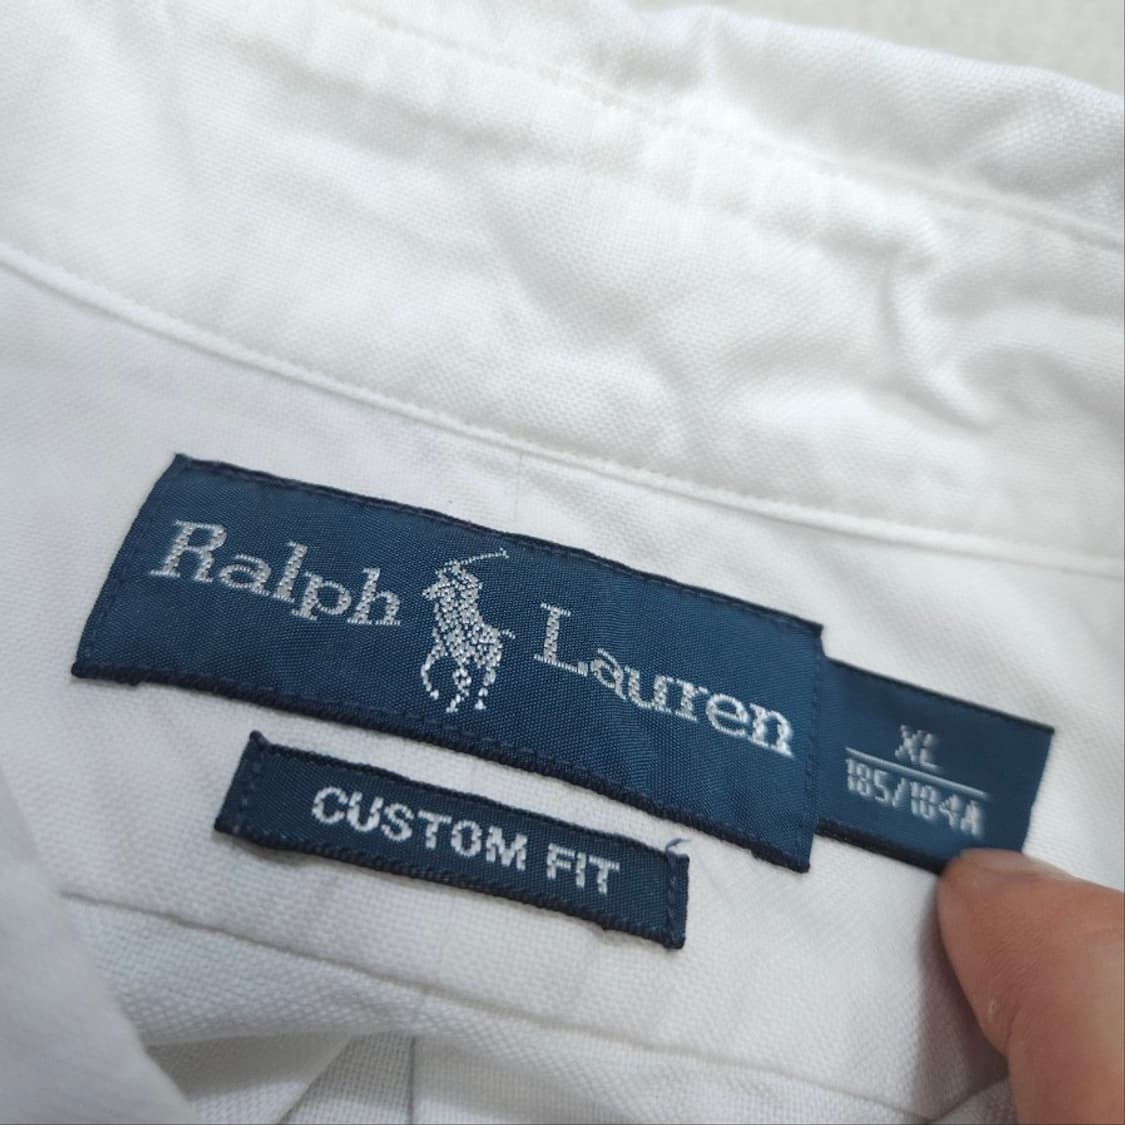 Ralph Lauren
XL
185/104A
CUSTOM FIT